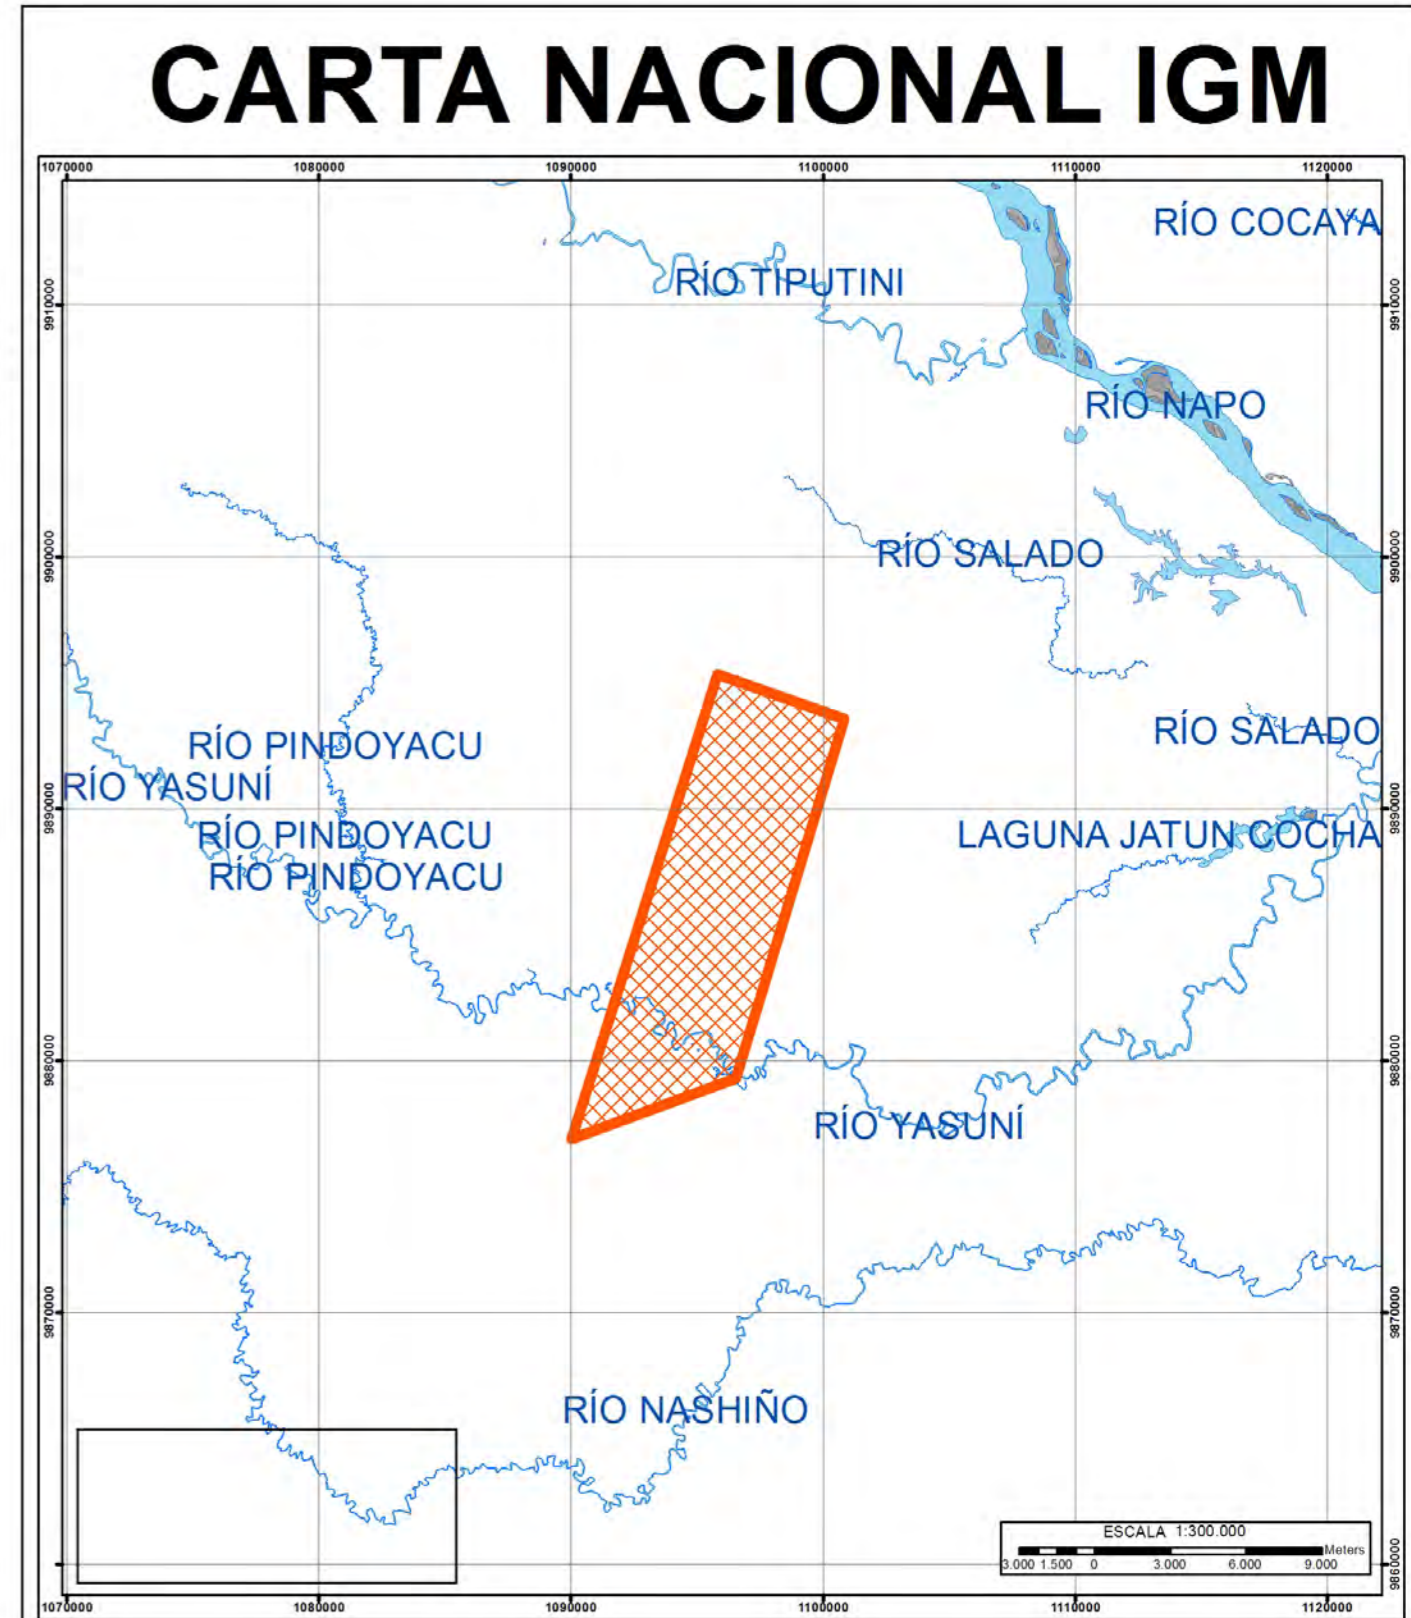 CARTA NACIONAL IGM
1070000 1080000 1090000 1100000 1110000 1120000
RÍO COCAYA
RÍO TIPUTINI
9910000 9910000
RÍO NAPO
RÍO SALADO
9900000 9900000
RÍO SALADO
RÍO PINDOYACU
RÍO YASUNÍ
9890000 9890000
RÍO PINDOYACU
LAGUNA JATUN COCHA
RÍO PINDOYACU
9880000 9880000
RÍO YASUNÍ
9870000 9870000
RÍO NASHIÑO
ESCALA 1:300.000
Meters
3.000 1.500 0 3.000 6.000 9.000
9860000
1070000 1080000 1090000 1100000 1110000 1120000